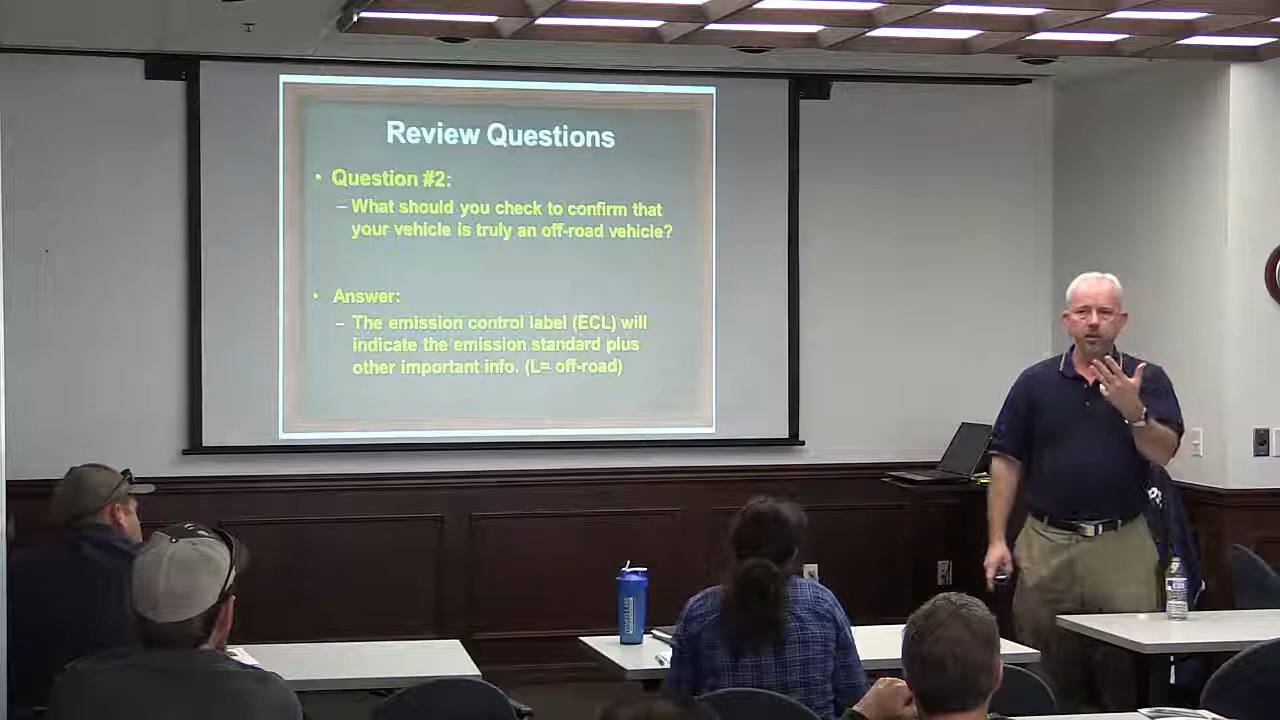 Review Questions
• Question #2:
– What should you check to confirm that
your vehicle is truly an off-road vehicle?
• Answer:
– The emission control label (ECL) will
indicate the emission standard plus
other important info. (L= off-road)